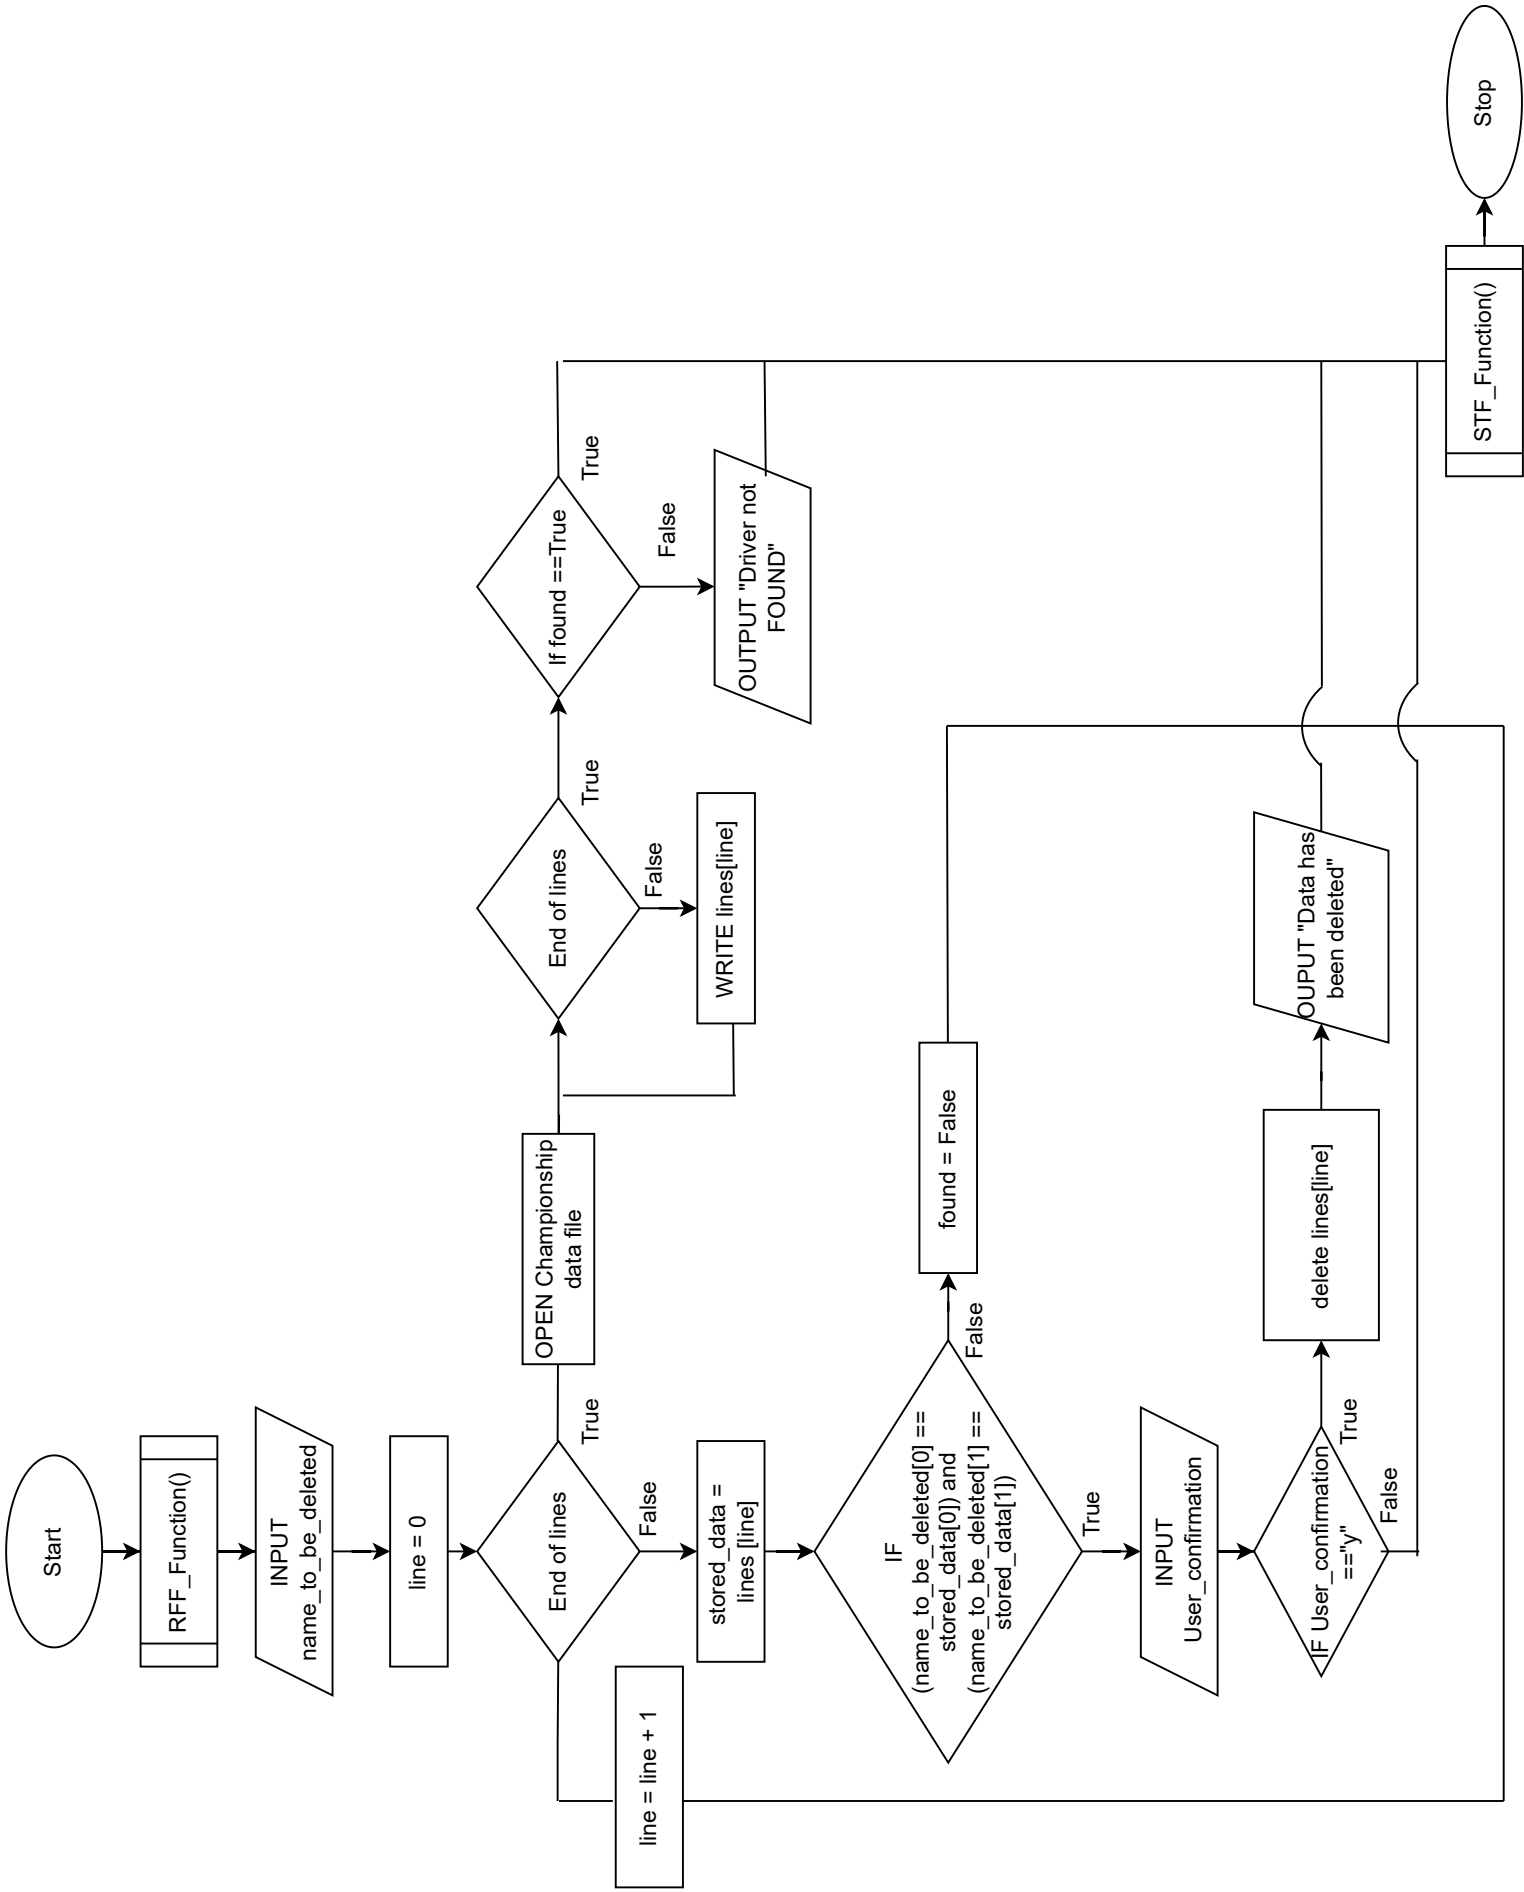 Start
RFF_Function()
INPUT
name_to_be_deleted
line = 0
End of lines
True
False
line = line + 1
stored_data =
lines [line]
IF
(name_to_be_deleted[0] ==
stored_data[0]) and
(name_to_be_deleted[1] ==
stored_data[1])
False
True
found = False
INPUT
User_confirmation
IF User_confirmation
=="y"
True
False
delete lines[line]
OUPUT "Data has
been deleted"
OPEN Championship
data file
End of lines
True
False
WRITE lines[line]
If found ==True
True
False
OUTPUT "Driver not
FOUND"
STF_Function()
Stop